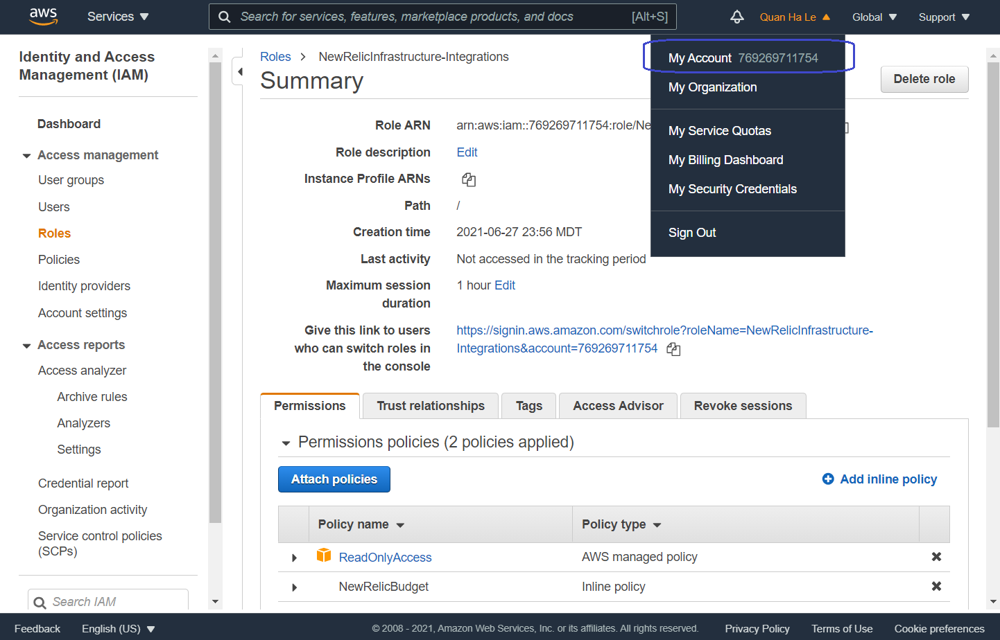 aws
Services
Search for services, features, marketplace products, and docs [Alt+S]
Quan Ha Le
Global
Support
Identity and Access
Management (IAM)
Dashboard
Access management
User groups
Users
Roles
Policies
Identity providers
Account settings
Access reports
Access analyzer
Archive rules
Analyzers
Settings
Credential report
Organization activity
Service control policies
(SCPs)
Search IAM
Roles > NewRelicInfrastructure-Integrations
Summary
Delete role
My Account 769269711754
My Organization
My Service Quotas
My Billing Dashboard
My Security Credentials
Sign Out
Role ARN arn:aws:iam::769269711754:role/Ne
Role description Edit
Instance Profile ARNs
Path /
Creation time 2021-06-27 23:56 MDT
Last activity Not accessed in the tracking period
Maximum session
duration
1 hour Edit
Give this link to users
who can switch roles in
the console
https://signin.aws.amazon.com/switchrole?roleName=NewRelicInfrastructure-
Integrations&account=769269711754
Permissions
Trust relationships
Tags
Access Advisor
Revoke sessions
Permissions policies (2 policies applied)
Attach policies
Add inline policy
Policy name Policy type
ReadOnlyAccess AWS managed policy
NewRelicBudget Inline policy
Feedback English (US) © 2008 - 2021, Amazon Web Services, Inc. or its affiliates. All rights reserved. Privacy Policy Terms of Use Cookie preferences